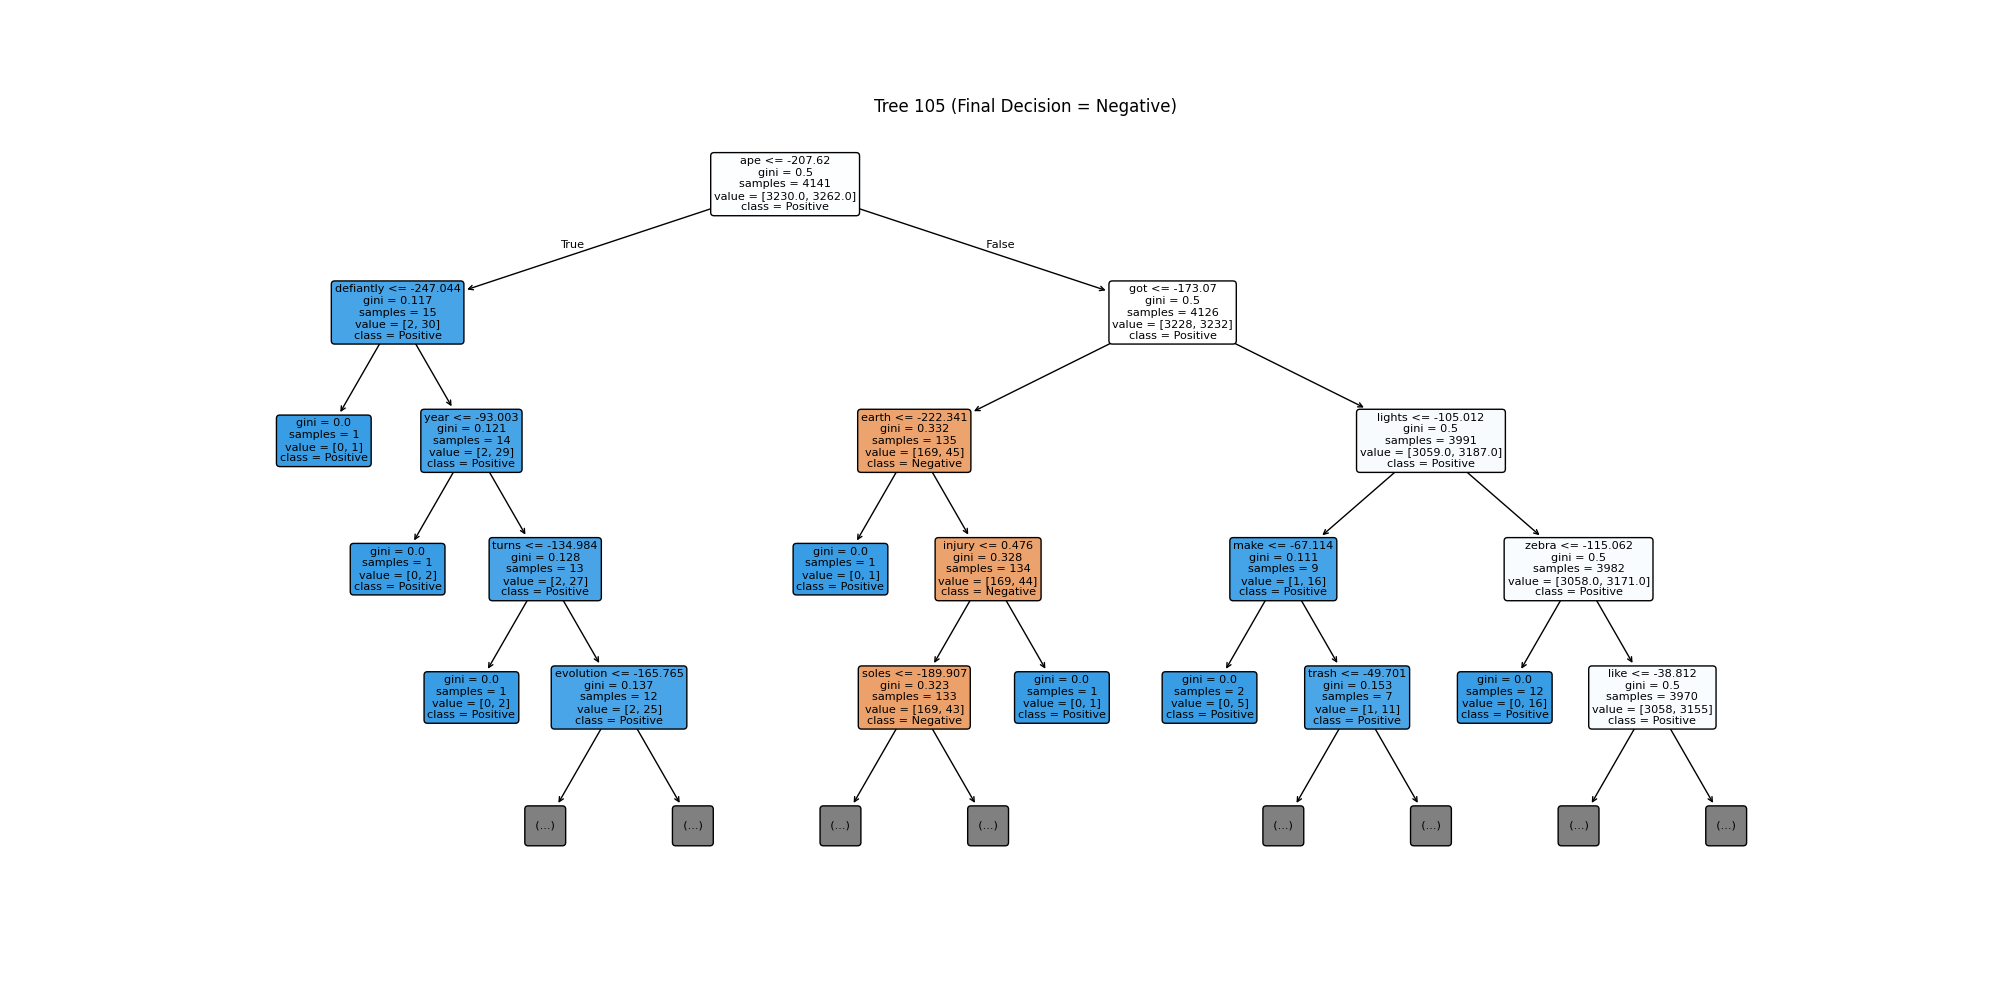 Tree 105 (Final Decision = Negative)
ape <= -207.62
gini = 0.5
samples = 4141
value = [3230.0, 3262.0]
class = Positive
True
False
defiantly <= -247.044
gini = 0.117
samples = 15
value = [2, 30]
class = Positive
got <= -173.07
gini = 0.5
samples = 4126
value = [3228, 3232]
class = Positive
gini = 0.0
samples = 1
value = [0, 1]
class = Positive
year <= -93.003
gini = 0.121
samples = 14
value = [2, 29]
class = Positive
earth <= -222.341
gini = 0.332
samples = 135
value = [169, 45]
class = Negative
lights <= -105.012
gini = 0.5
samples = 3991
value = [3059.0, 3187.0]
class = Positive
gini = 0.0
samples = 1
value = [0, 2]
class = Positive
turns <= -134.984
gini = 0.128
samples = 13
value = [2, 27]
class = Positive
gini = 0.0
samples = 1
value = [0, 1]
class = Positive
injury <= 0.476
gini = 0.328
samples = 134
value = [169, 44]
class = Negative
make <= -67.114
gini = 0.111
samples = 9
value = [1, 16]
class = Positive
zebra <= -115.062
gini = 0.5
samples = 3982
value = [3058.0, 3171.0]
class = Positive
gini = 0.0
samples = 1
value = [0, 2]
class = Positive
evolution <= -165.765
gini = 0.137
samples = 12
value = [2, 25]
class = Positive
soles <= -189.907
gini = 0.323
samples = 133
value = [169, 43]
class = Negative
gini = 0.0
samples = 1
value = [0, 1]
class = Positive
gini = 0.0
samples = 2
value = [0, 5]
class = Positive
trash <= -49.701
gini = 0.153
samples = 7
value = [1, 11]
class = Positive
gini = 0.0
samples = 12
value = [0, 16]
class = Positive
like <= -38.812
gini = 0.5
samples = 3970
value = [3058, 3155]
class = Positive
(...)
(...)
(...)
(...)
(...)
(...)
(...)
(...)